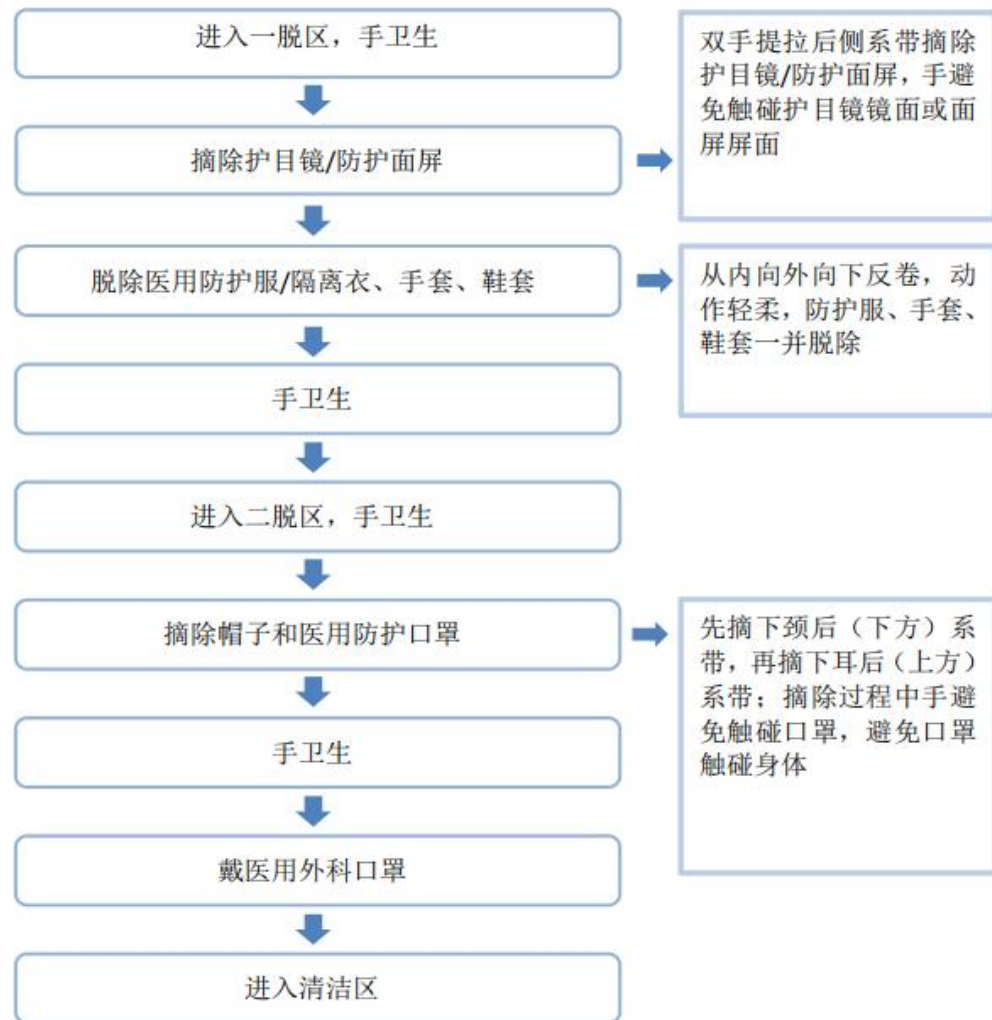 进入一脱区，手卫生
双手提拉后侧系带摘除
护目镜/防护面屏，手避
免触碰护目镜镜面或面
屏屏面
摘除护目镜/防护面屏
脱除医用防护服/隔离衣、手套、鞋套
从内向外向下反卷，动
作轻柔，防护服、手套、
鞋套一并脱除
手卫生
进入二脱区，手卫生
摘除帽子和医用防护口罩
先摘下颈后（下方）系
带，再摘下耳后（上方）
系带；摘除过程中手避
免触碰口罩，避免口罩
触碰身体
手卫生
戴医用外科口罩
进入清洁区